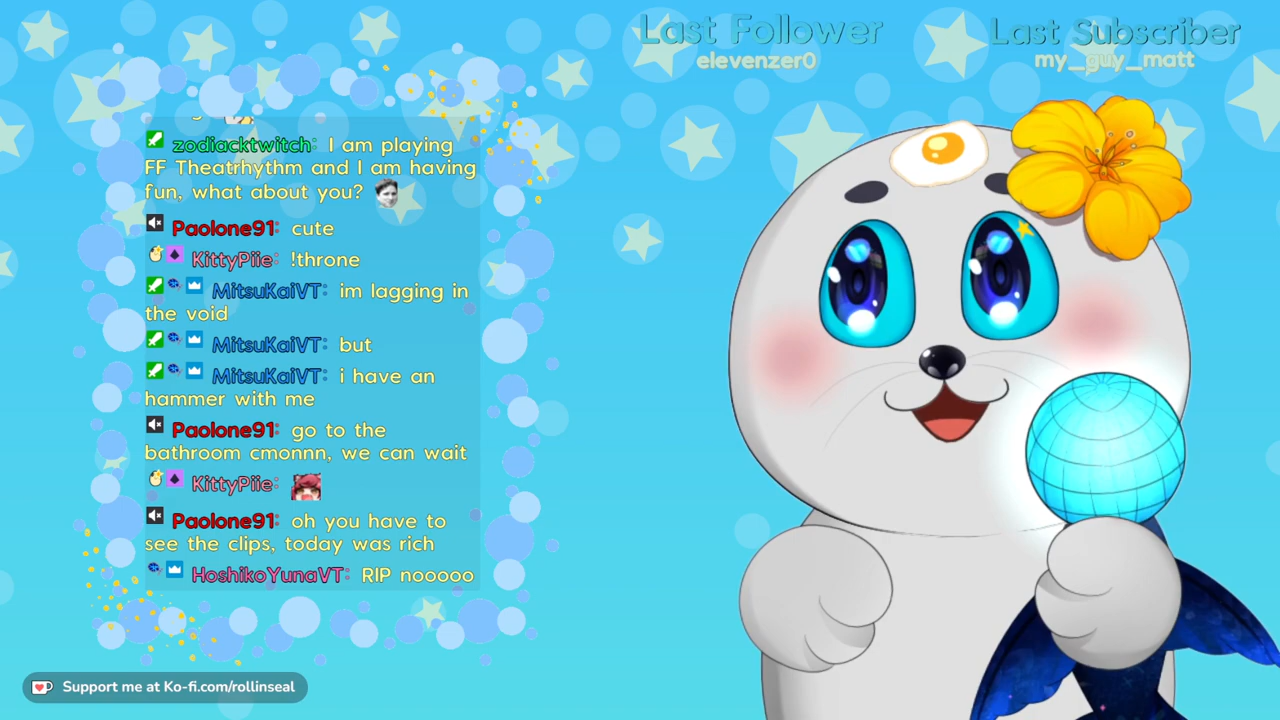 Last Follower
elevenzer0
Last Subscriber
my_guy_matt
zodiacktwitch: I am playing
FF Theatrhythm and I am having
fun, what about you?
Paolone91: cute
KittyPiie: !throne
MitsuKaiVT: im lagging in
the void
MitsuKaiVT: but
MitsuKaiVT: i have an
hammer with me
Paolone91: go to the
bathroom cmonnn, we can wait
KittyPiie:
Paolone91: oh you have to
see the clips, today was rich
HoshikoYunaVT: RIP nooooo
Support me at Ko-fi.com/rollinseal